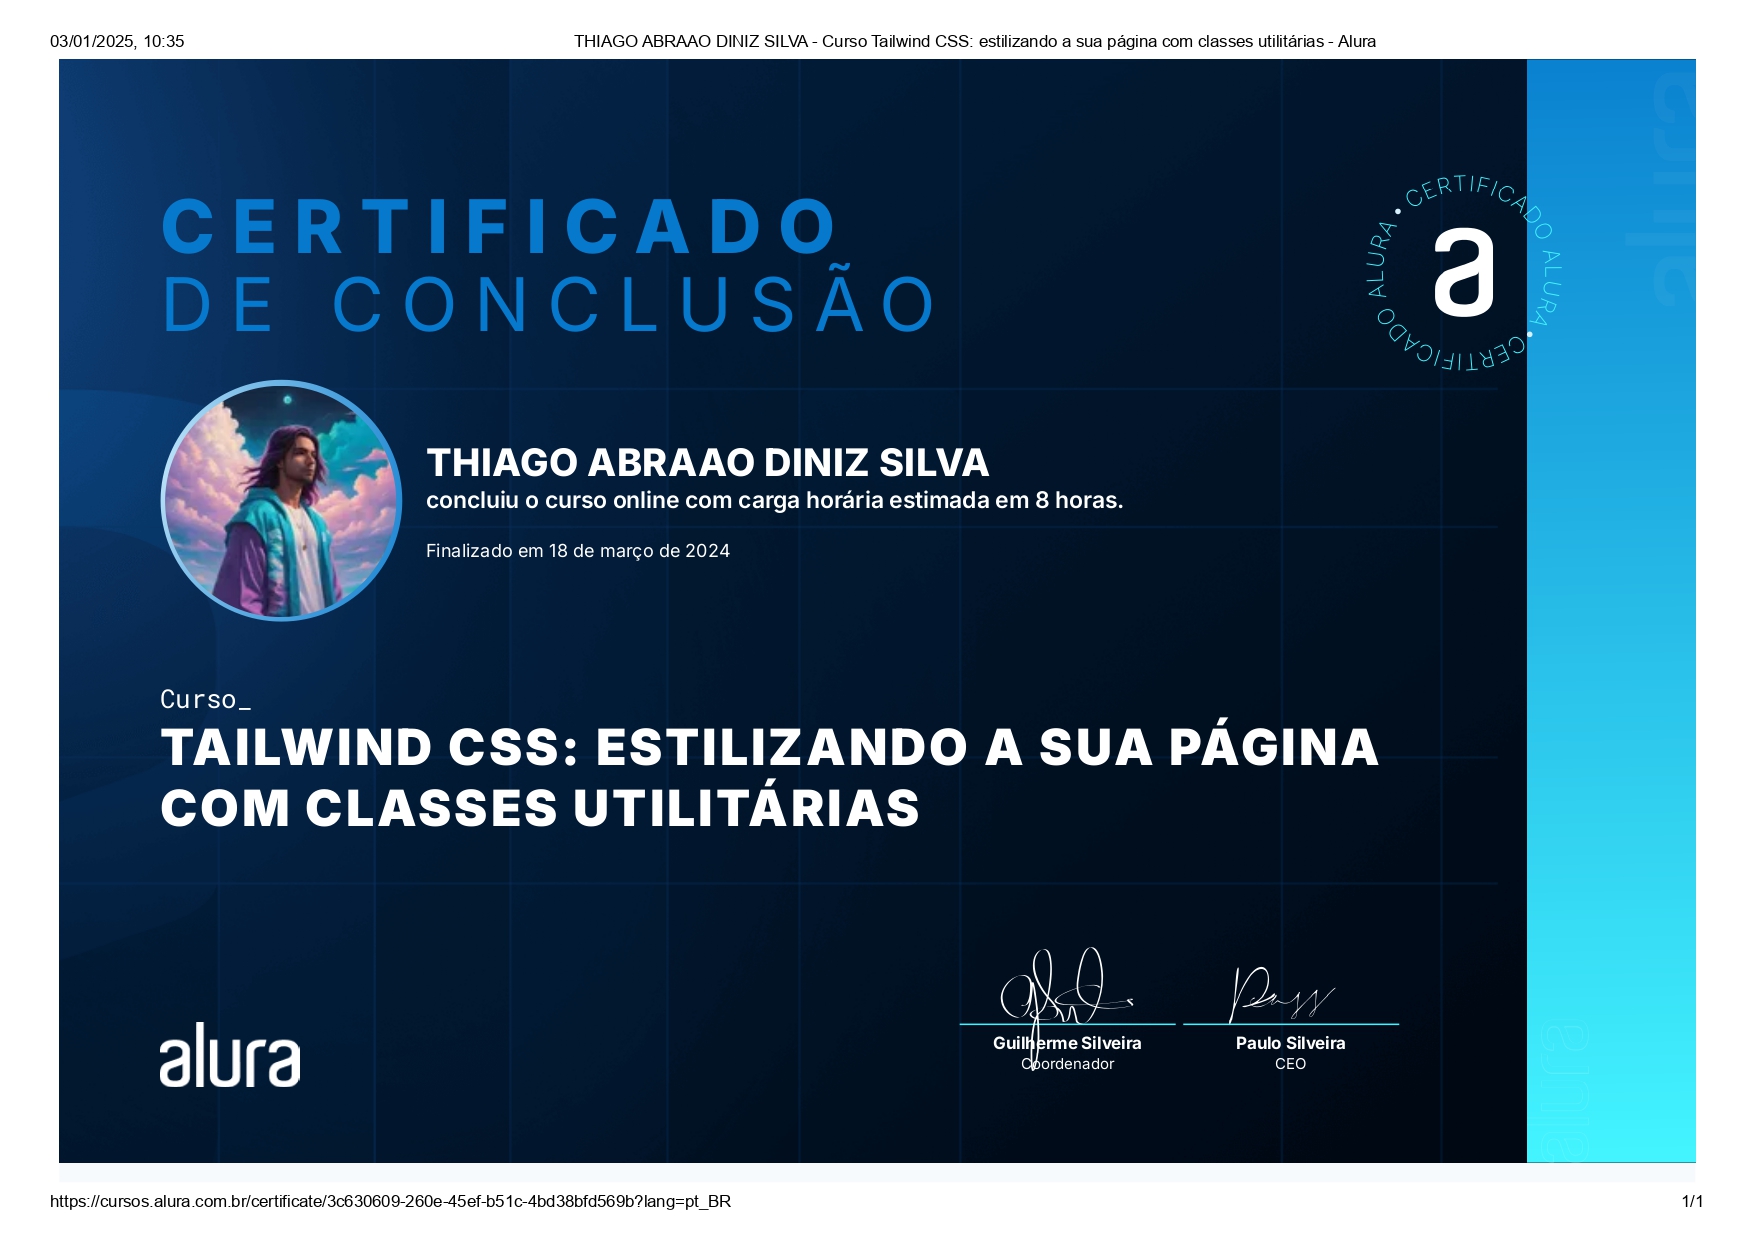 03/01/2025, 10:35
THIAGO ABRAAO DINIZ SILVA - Curso Tailwind CSS: estilizando a sua página com classes utilitárias - Alura
CERTIFICADO
DE CONCLUSÃO
CERTIFICADO ALURA • CERTIFICADO ALURA •
a
alura
THIAGO ABRAAO DINIZ SILVA
concluiu o curso online com carga horária estimada em 8 horas.
Finalizado em 18 de março de 2024
Curso_
TAILWIND CSS: ESTILIZANDO A SUA PÁGINA
COM CLASSES UTILITÁRIAS
Guilherme Silveira
Coordenador
Paulo Silveira
CEO
alura
alura
https://cursos.alura.com.br/certificate/3c630609-260e-45ef-b51c-4bd38bfd569b?lang=pt_BR
1/1